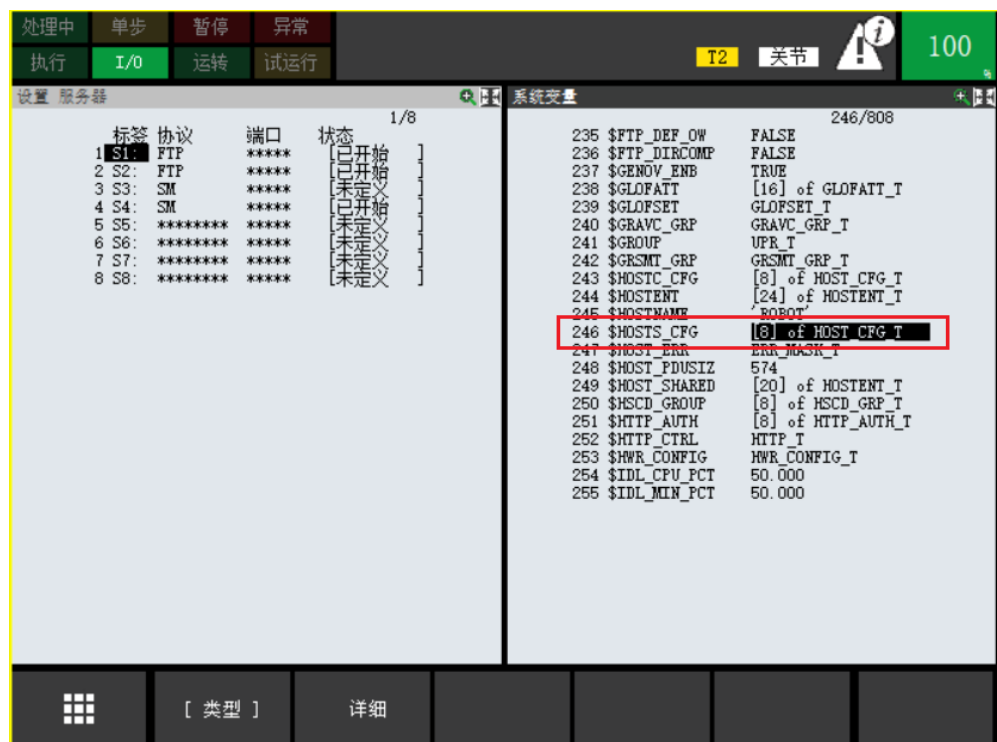 处理中 单步 暂停 异常
执行 I/O 运转 试运行
T2 关节 100 %
设置 服务器
1/8
标签 协议 端口 状态
1 S1: FTP ***** [已开始 ]
2 S2: FTP ***** [已开始 ]
3 S3: SM ***** [未定义 ]
4 S4: SM ***** [已开始 ]
5 S5: ******** ***** [未定义 ]
6 S6: ******** ***** [未定义 ]
7 S7: ******** ***** [未定义 ]
8 S8: ******** ***** [未定义 ]
系统变量
246/808
235 $FTP_DEF_OW FALSE
236 $FTP_DIRCOMP FALSE
237 $GENOV_ENB TRUE
238 $GLOFATT [16] of GLOFATT_T
239 $GLOFSET GLOFSET_T
240 $GRAVC_GRP GRAVC_GRP_T
241 $GROUP UPR_T
242 $GRSMT_GRP GRSMT_GRP_T
243 $HOSTC_CFG [8] of HOST_CFG_T
244 $HOSTENT [24] of HOSTENT_T
245 $HOSTNAME 'ROBOT'
246 $HOSTS_CFG [8] of HOST_CFG_T
247 $HOST_ERR ERR_MASK_T
248 $HOST_PDUSIZ 574
249 $HOST_SHARED [20] of HOSTENT_T
250 $HSCD_GROUP [8] of HSCD_GRP_T
251 $HTTP_AUTH [8] of HTTP_AUTH_T
252 $HTTP_CTRL HTTP_T
253 $HWR_CONFIG HWR_CONFIG_T
254 $IDL_CPU_PCT 50.000
255 $IDL_MIN_PCT 50.000
[ 类型 ] 详细